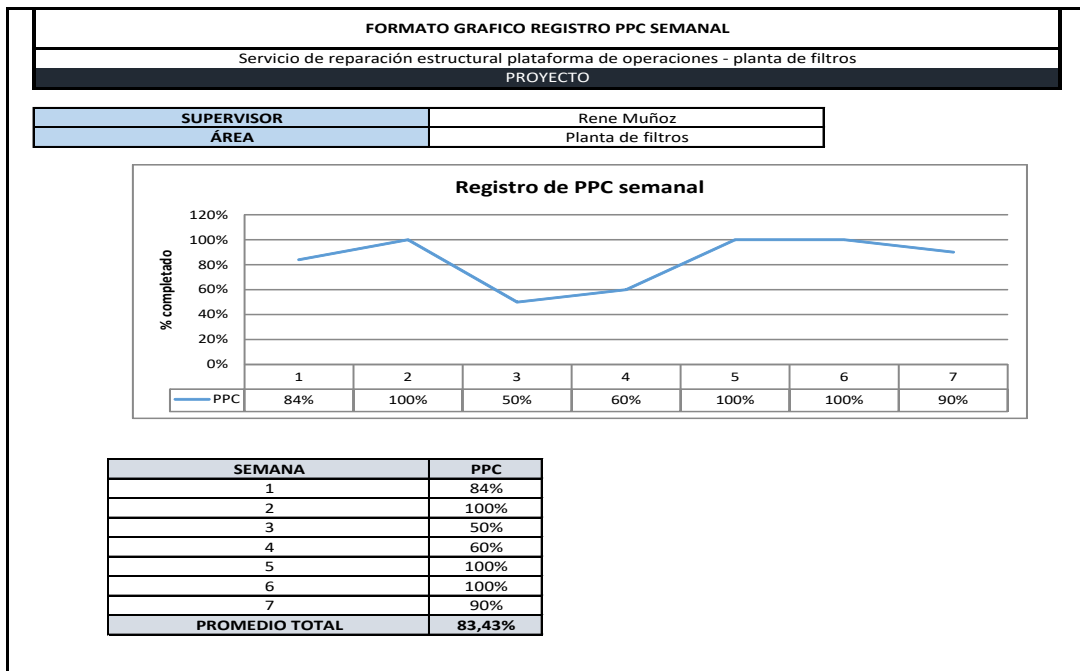 FORMATO GRAFICO REGISTRO PPC SEMANAL
Servicio de reparación estructural plataforma de operaciones - planta de filtros
PROYECTO
SUPERVISOR Rene Muñoz
ÁREA Planta de filtros
Registro de PPC semanal
% completado
120%
100%
80%
60%
40%
20%
0%
1 2 3 4 5 6 7
PPC 84% 100% 50% 60% 100% 100% 90%
SEMANA PPC
1 84%
2 100%
3 50%
4 60%
5 100%
6 100%
7 90%
PROMEDIO TOTAL 83,43%